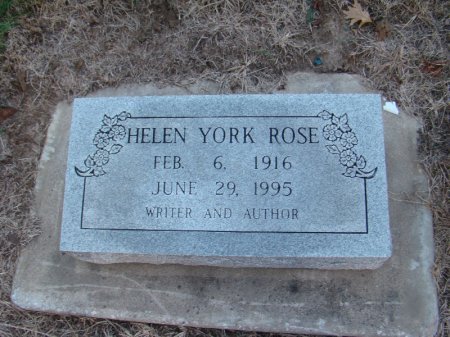 HELEN YORK ROSE
FEB. 6, 1916
JUNE 29, 1995
WRITER AND AUTHOR